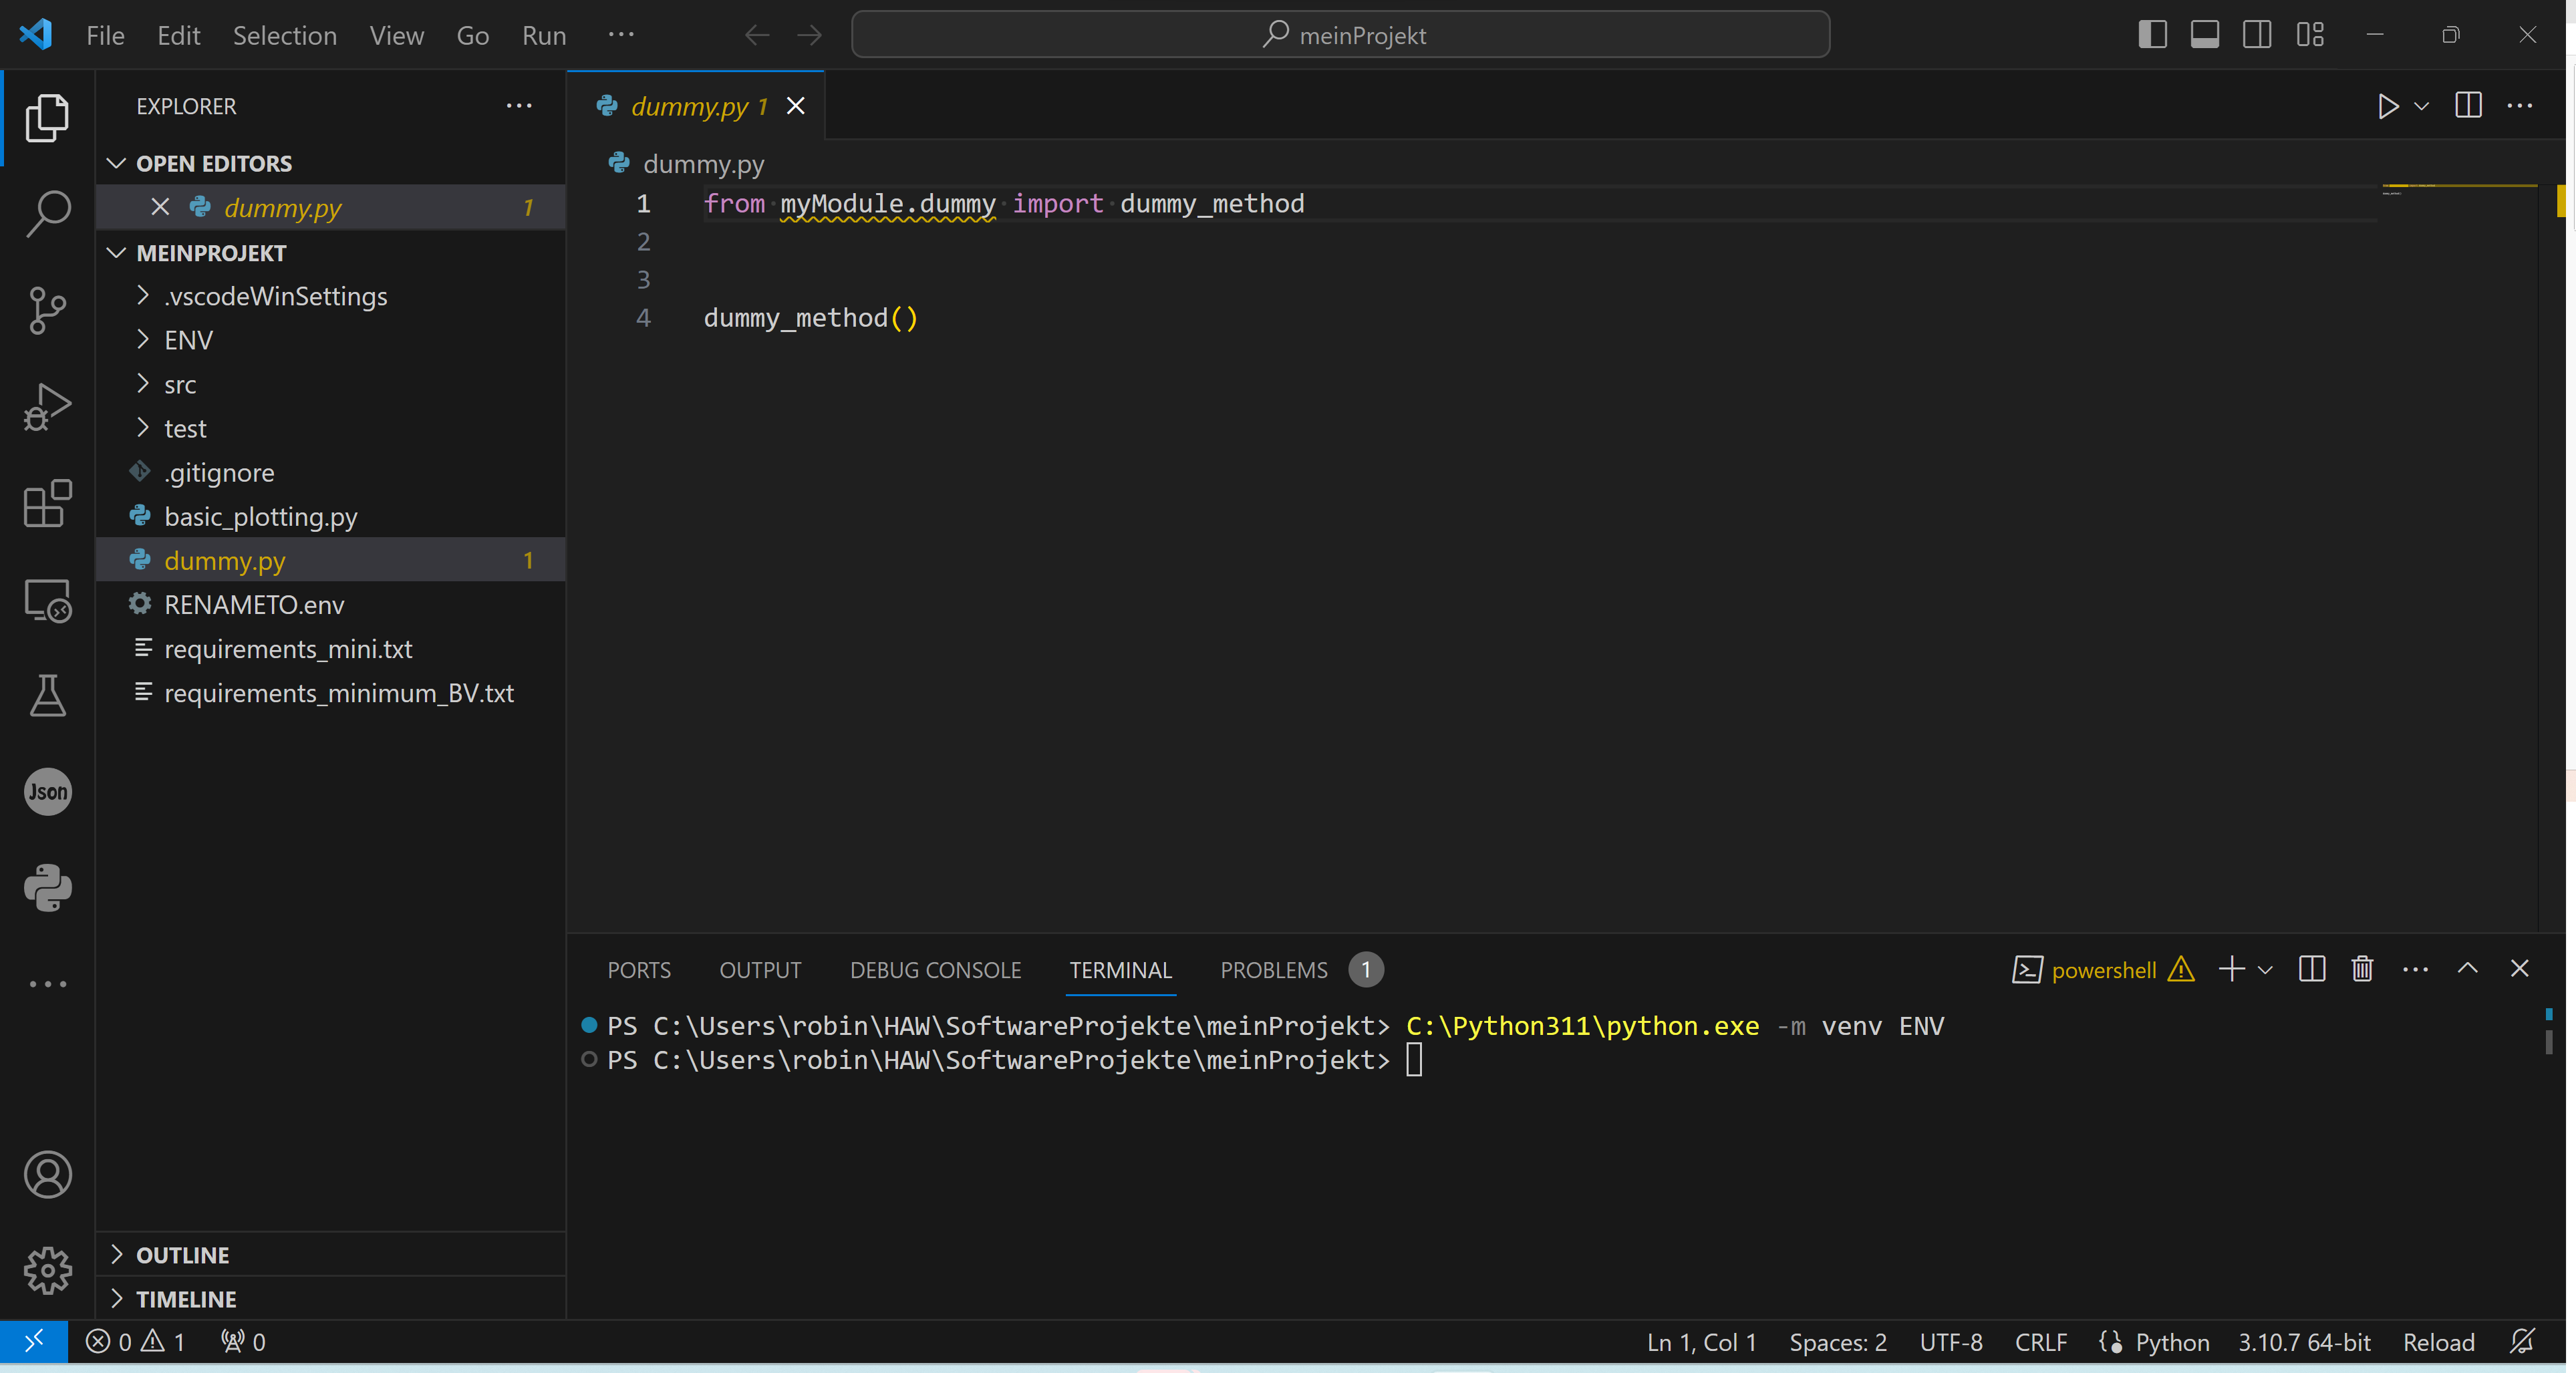 File Edit Selection View Go Run ··· meinProjekt
EXPLORER
OPEN EDITORS
dummy.py 1
MEINPROJEKT
.vscodeWinSettings
ENV
src
test
.gitignore
basic_plotting.py
dummy.py 1
RENAMETO.env
requirements_mini.txt
requirements_minimum_BV.txt
Json
OUTLINE
TIMELINE
dummy.py 1
dummy.py
1 from myModule.dummy import dummy_method
2
3
4 dummy_method()
PORTS OUTPUT DEBUG CONSOLE TERMINAL PROBLEMS 1 powershell
PS C:\Users\robin\HAW\SoftwareProjekte\meinProjekt> C:\Python311\python.exe -m venv ENV
PS C:\Users\robin\HAW\SoftwareProjekte\meinProjekt>
0 1 0 Ln 1, Col 1 Spaces: 2 UTF-8 CRLF Python 3.10.7 64-bit Reload